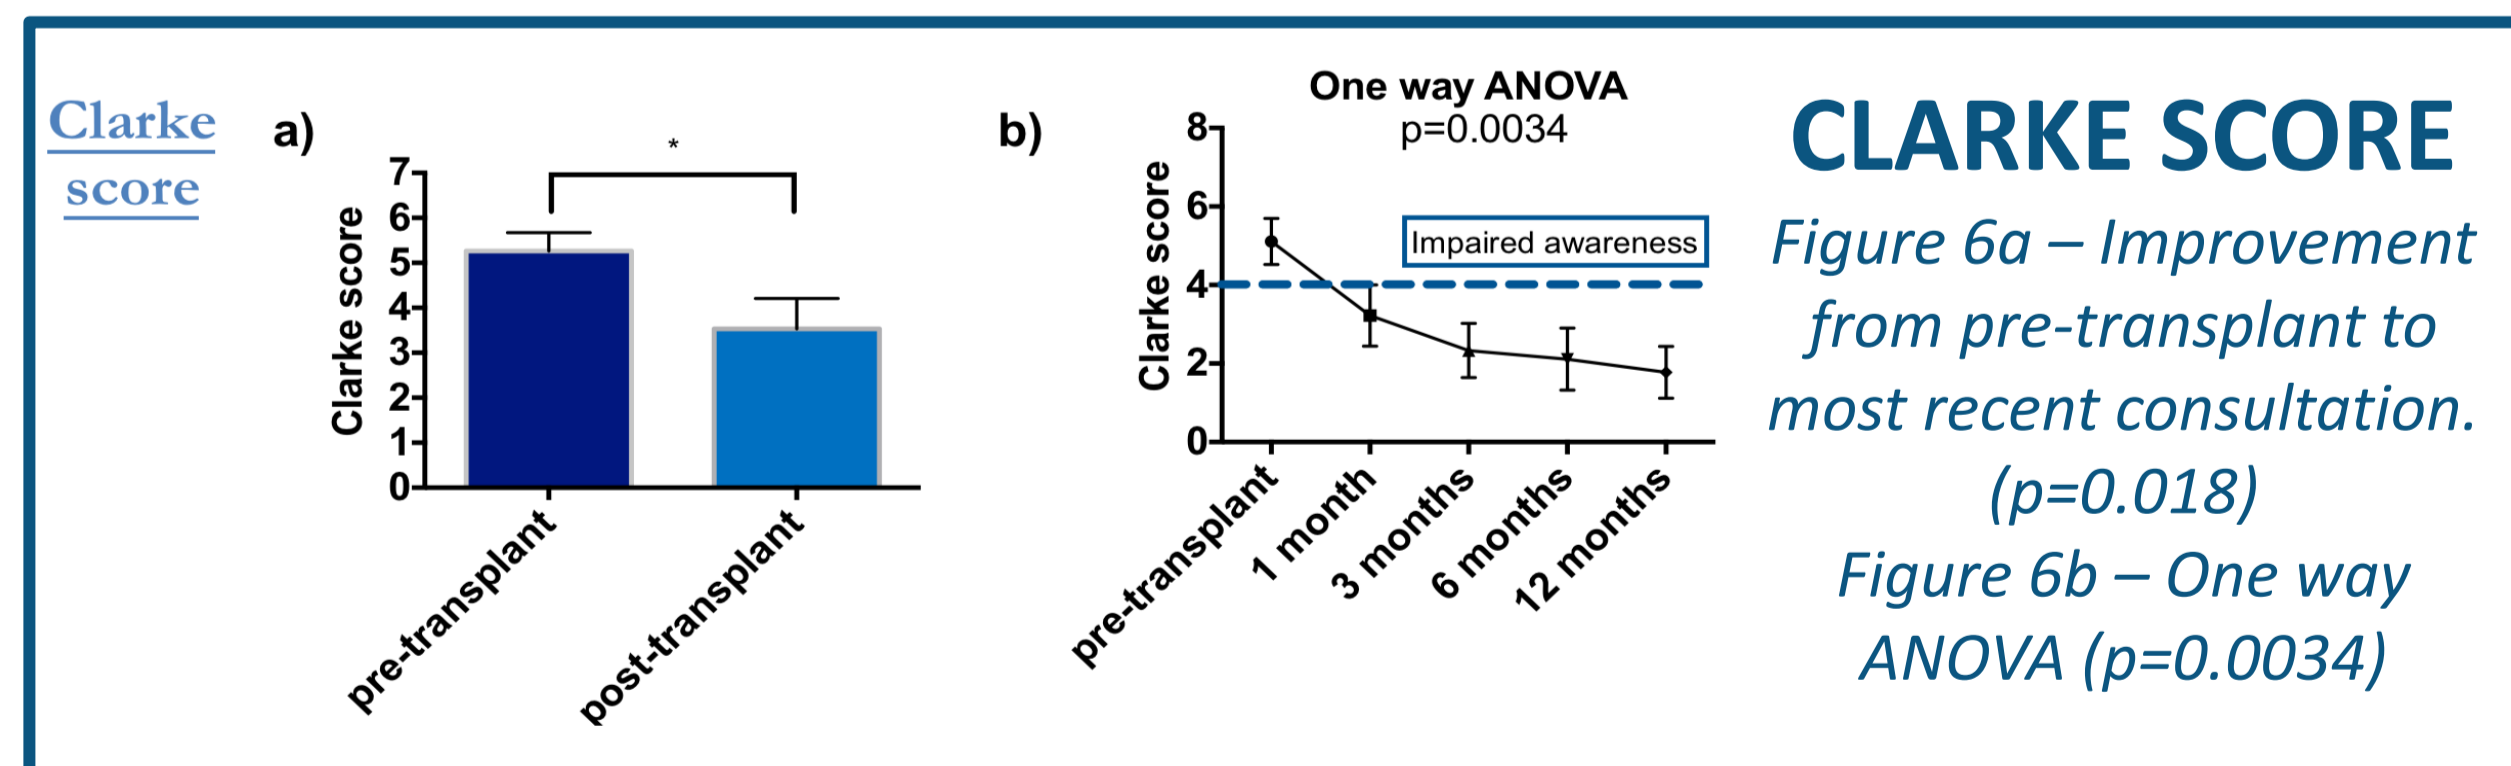 Clarke
score
a)
*
Clarke score
7
6
5
4
3
2
1
0
pre-transplant
post-transplant
b)
One way ANOVA
p=0.0034
Clarke score
8
6
4
2
0
Impaired awareness
pre-transplant
1 month
3 months
6 months
12 months
CLARKE SCORE
Figure 6a – Improvement
from pre-transplant to
most recent consultation.
(p=0.018)
Figure 6b – One way
ANOVA (p=0.0034)